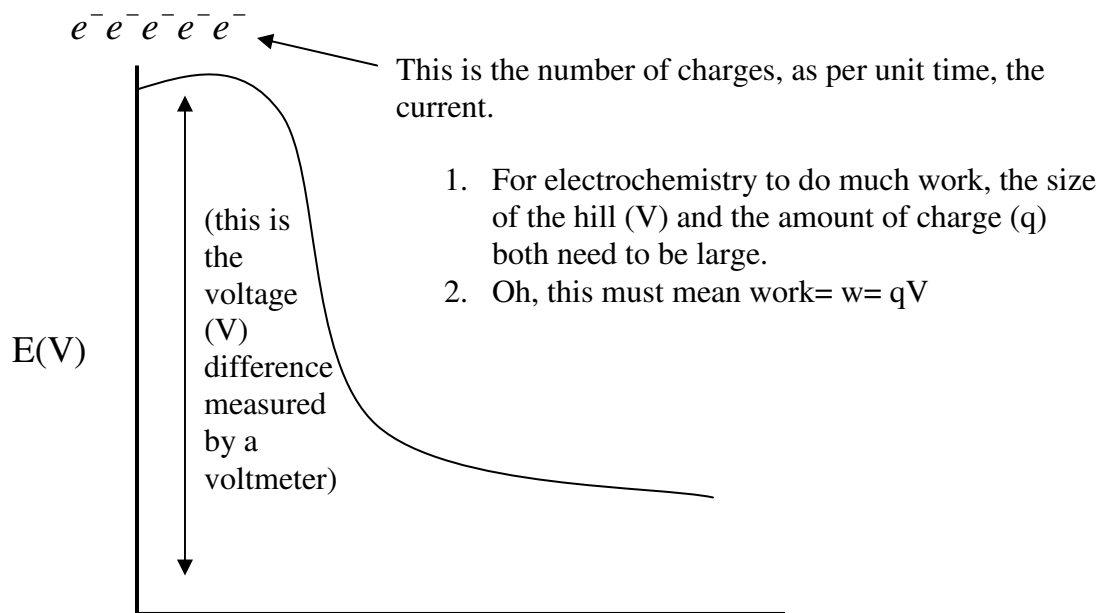 e⁻e⁻e⁻e⁻e⁻
This is the number of charges, as per unit time, the
current.
1. For electrochemistry to do much work, the size
of the hill (V) and the amount of charge (q)
both need to be large.
2. Oh, this must mean work= w= qV
(this is
the
voltage
(V)
difference
measured
by a
voltmeter)
E(V)